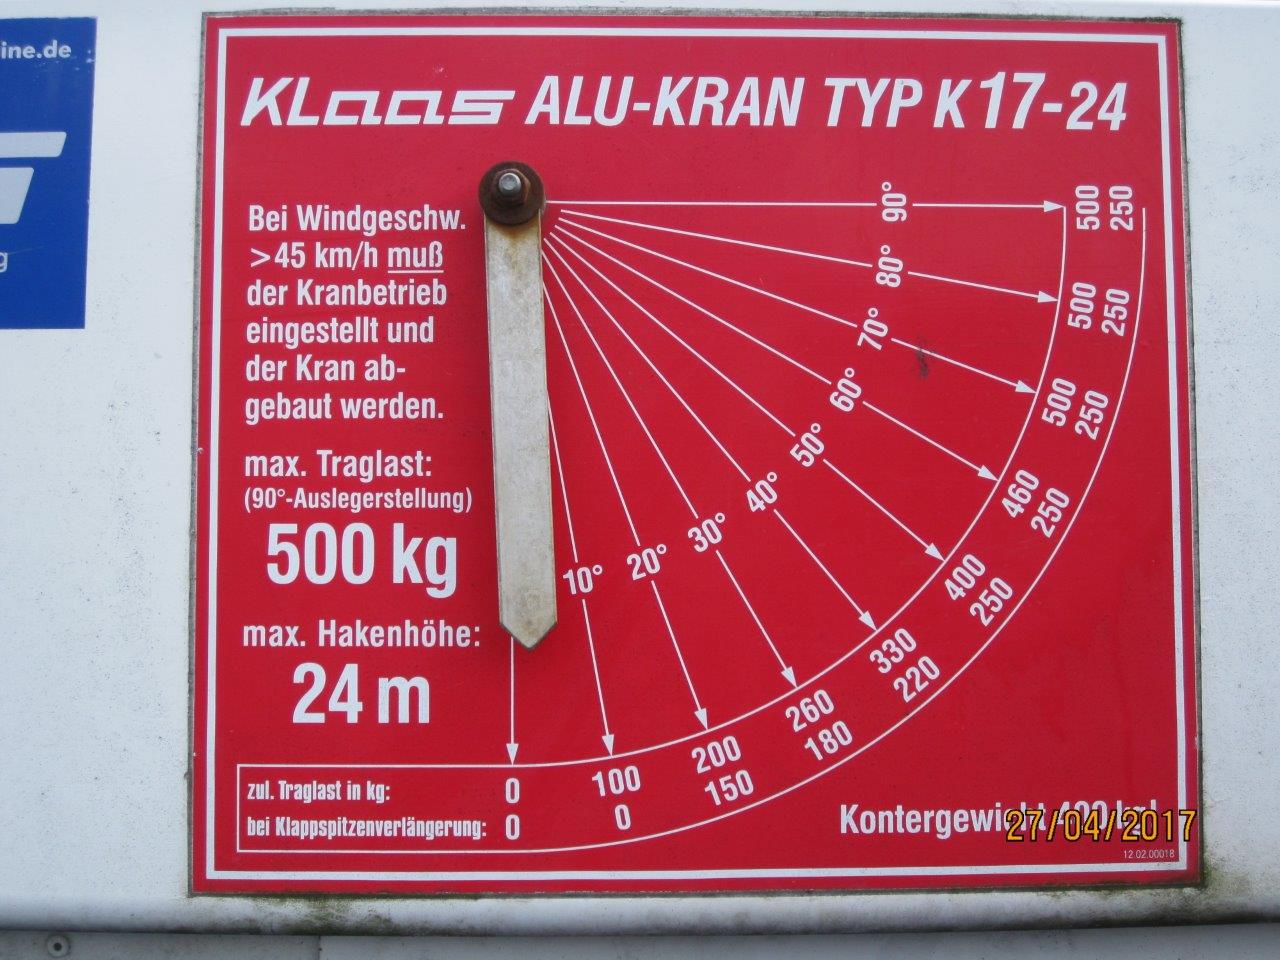 ine.de
g
KLaas ALU-KRAN TYP K 17-24
Bei Windgeschw.
>45 km/h muß
der Kranbetrieb
eingestellt und
der Kran ab-
gebaut werden.
max. Traglast:
(90°-Auslegerstellung)
500 kg
max. Hakenhöhe:
24 m
90° 500 250
80° 500 250
70° 500 250
60° 460 250
50° 400 250
40° 330 220
30° 260 180
20° 200 150
10° 100 0
zul. Traglast in kg: 0
bei Klappspitzenverlängerung: 0
Kontergewicht
27/04/2017
12.02.00018